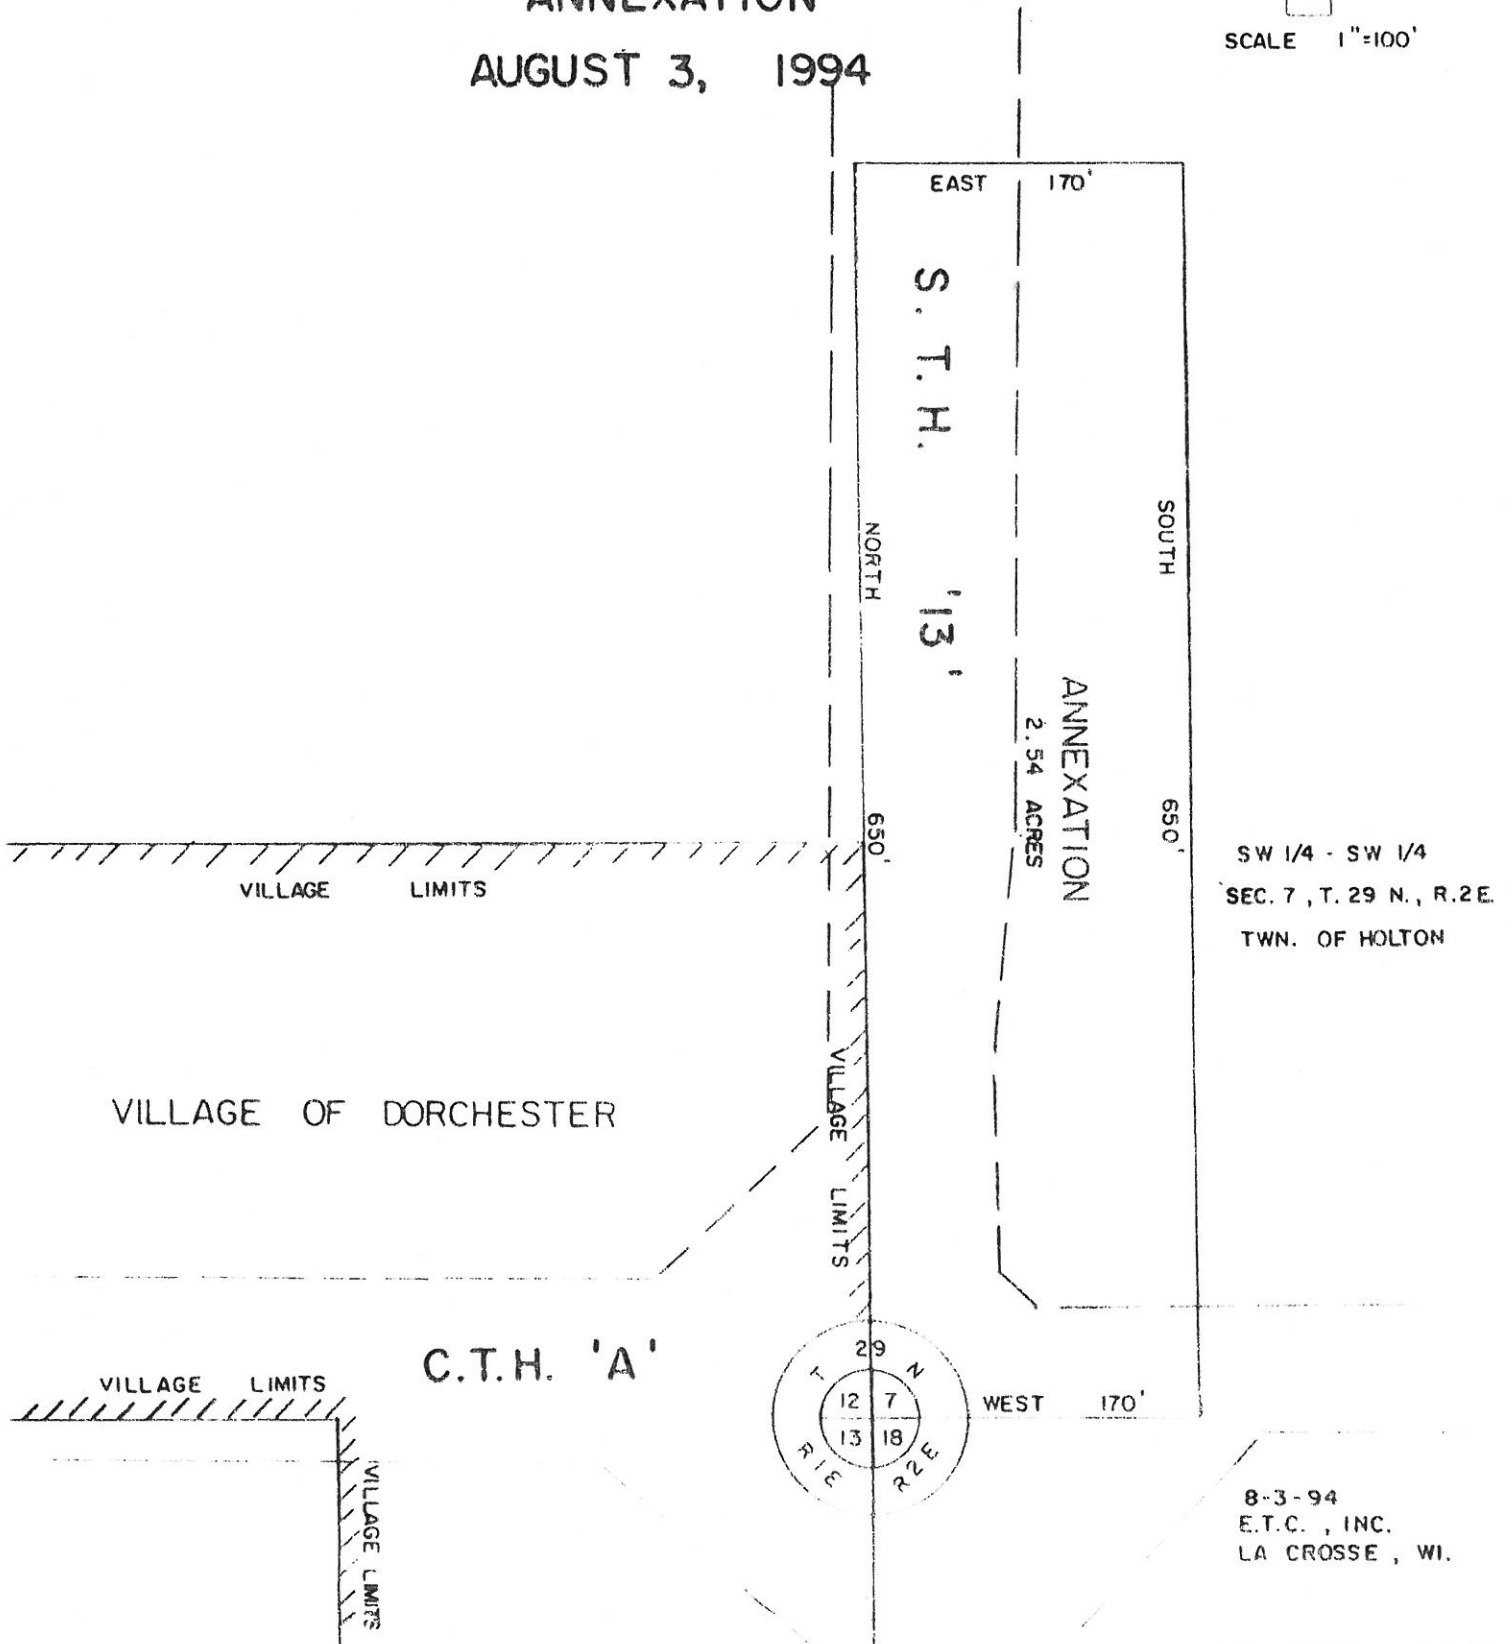 ANNEXATION
AUGUST 3, 1994
SCALE 1"=100'
EAST 170'
S. T. H. '13'
NORTH 650'
SOUTH 650'
ANNEXATION
2.54 ACRES
SW 1/4 - SW 1/4
SEC. 7, T. 29 N., R.2E.
TWN. OF HOLTON
VILLAGE LIMITS
VILLAGE OF DORCHESTER
VILLAGE LIMITS
C.T.H. 'A'
VILLAGE LIMITS
VILLAGE LIMITS
T 29 N
12 7
13 18
R1E R2E
WEST 170'
8-3-94
E.T.C., INC.
LA CROSSE, WI.